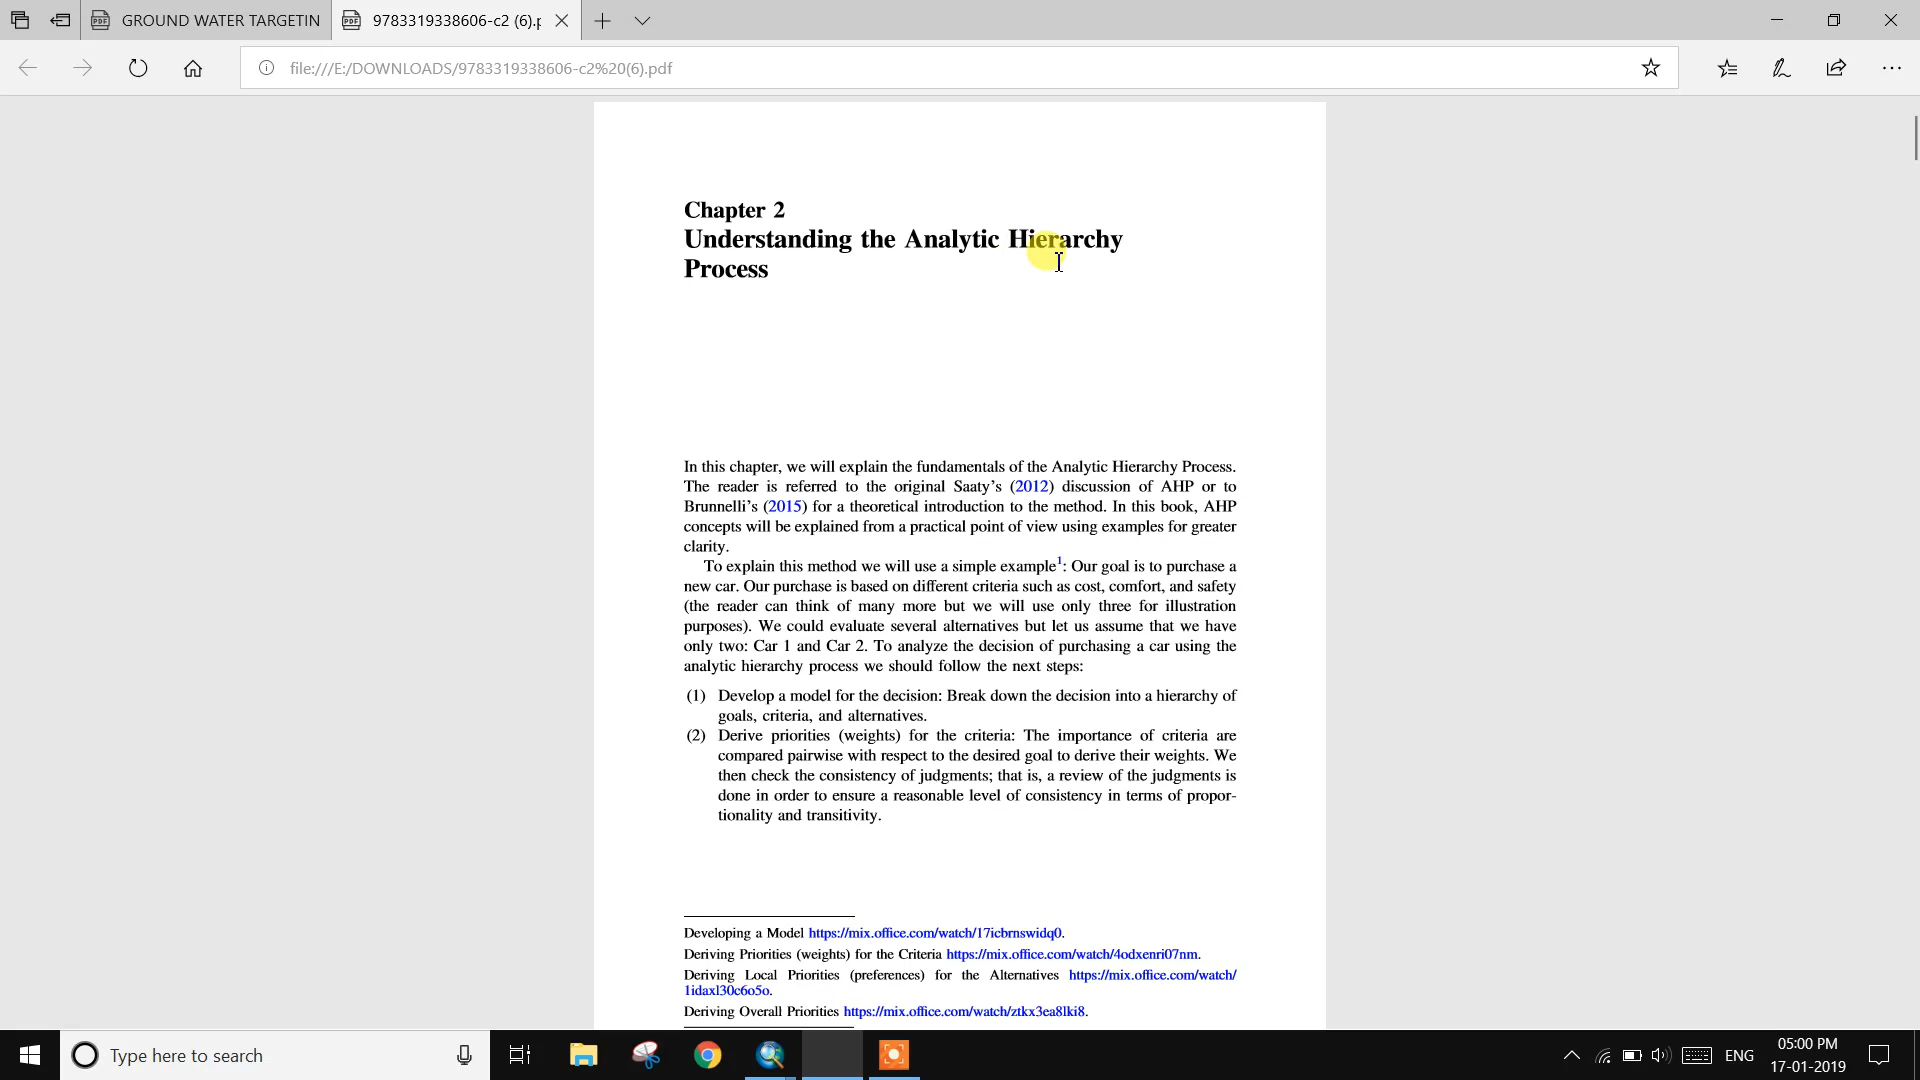 GROUND WATER TARGETIN
9783319338606-c2 (6).p
file:///E:/DOWNLOADS/9783319338606-c2%20(6).pdf
Chapter 2
Understanding the Analytic Hierarchy
Process
In this chapter, we will explain the fundamentals of the Analytic Hierarchy Process.
The reader is referred to the original Saaty's (2012) discussion of AHP or to
Brunnelli's (2015) for a theoretical introduction to the method. In this book, AHP
concepts will be explained from a practical point of view using examples for greater
clarity.
To explain this method we will use a simple example1: Our goal is to purchase a
new car. Our purchase is based on different criteria such as cost, comfort, and safety
(the reader can think of many more but we will use only three for illustration
purposes). We could evaluate several alternatives but let us assume that we have
only two: Car 1 and Car 2. To analyze the decision of purchasing a car using the
analytic hierarchy process we should follow the next steps:
(1) Develop a model for the decision: Break down the decision into a hierarchy of
goals, criteria, and alternatives.
(2) Derive priorities (weights) for the criteria: The importance of criteria are
compared pairwise with respect to the desired goal to derive their weights. We
then check the consistency of judgments; that is, a review of the judgments is
done in order to ensure a reasonable level of consistency in terms of propor-
tionality and transitivity.
Developing a Model https://mix.office.com/watch/17icbrnswidq0.
Deriving Priorities (weights) for the Criteria https://mix.office.com/watch/4odxenri07nm.
Deriving Local Priorities (preferences) for the Alternatives https://mix.office.com/watch/
1idaxl30c6o5o.
Deriving Overall Priorities https://mix.office.com/watch/ztkx3ea8lki8.
Type here to search
ENG
05:00 PM
17-01-2019